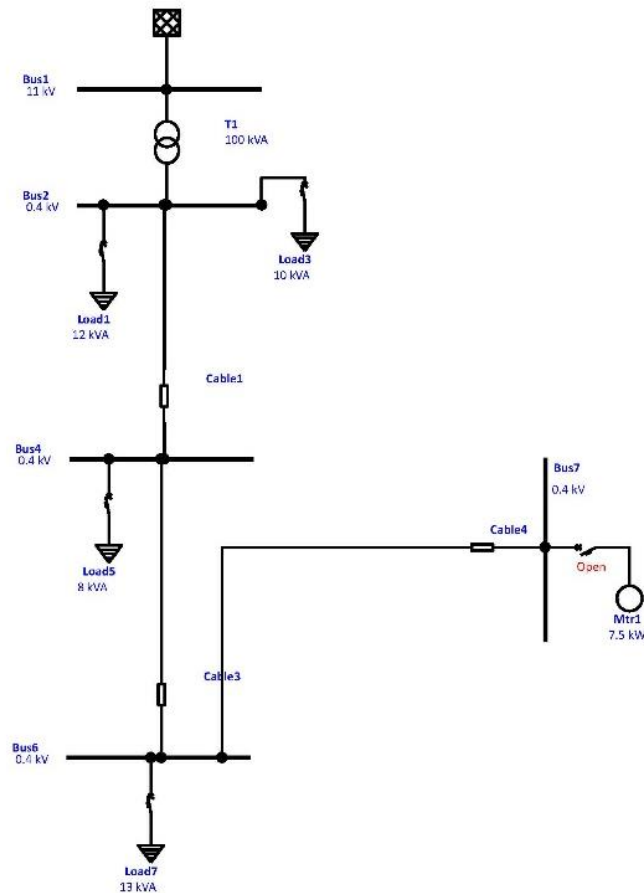 Bus1
11 kV
T1
100 kVA
Bus2
0.4 kV
Load3
10 kVA
Load1
12 kVA
Cable1
Bus4
0.4 kV
Bus7
0.4 kV
Cable4
Open
Load5
8 kVA
Mtr1
7.5 kW
Cable3
Bus6
0.4 kV
Load7
13 kVA